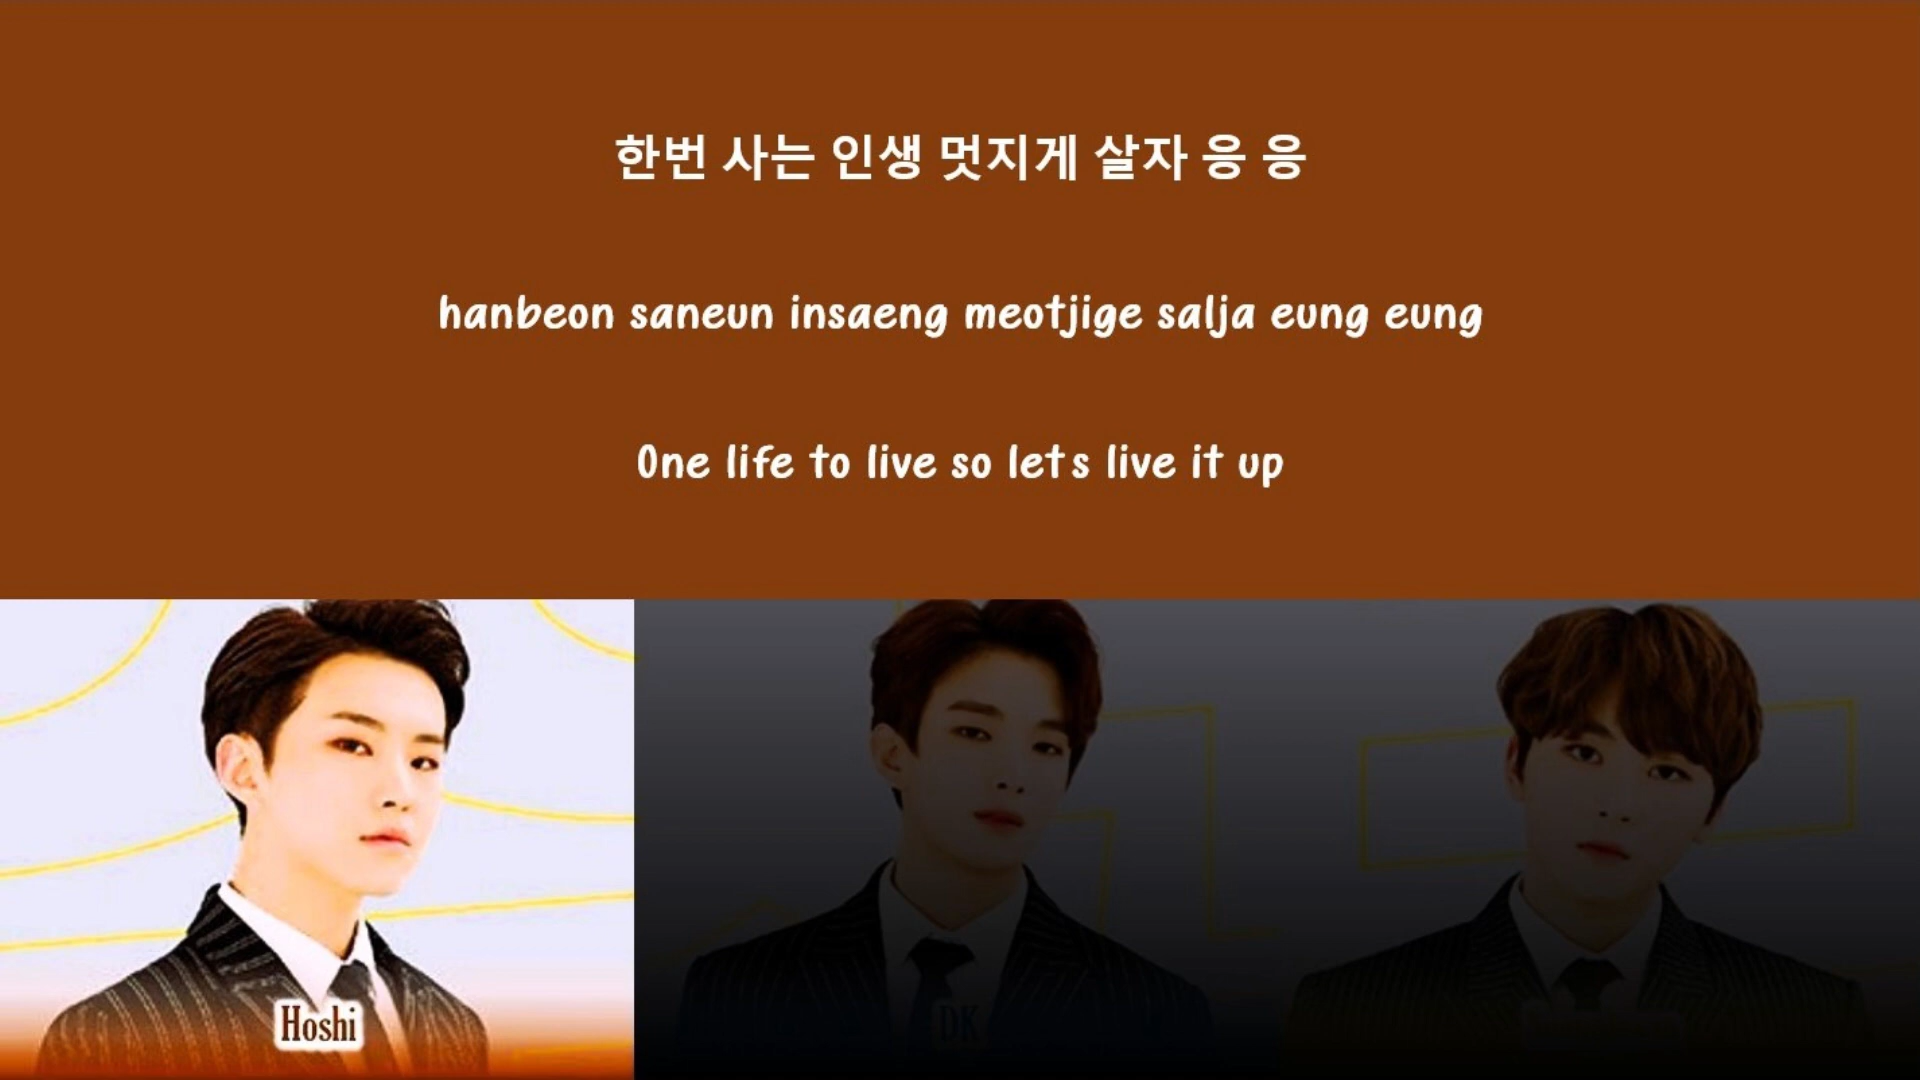 한번 사는 인생 멋지게 살자 응 응
hanbeon saneun insaeng meotjige salja eung eung
One life to live so lets live it up
Hoshi
DK